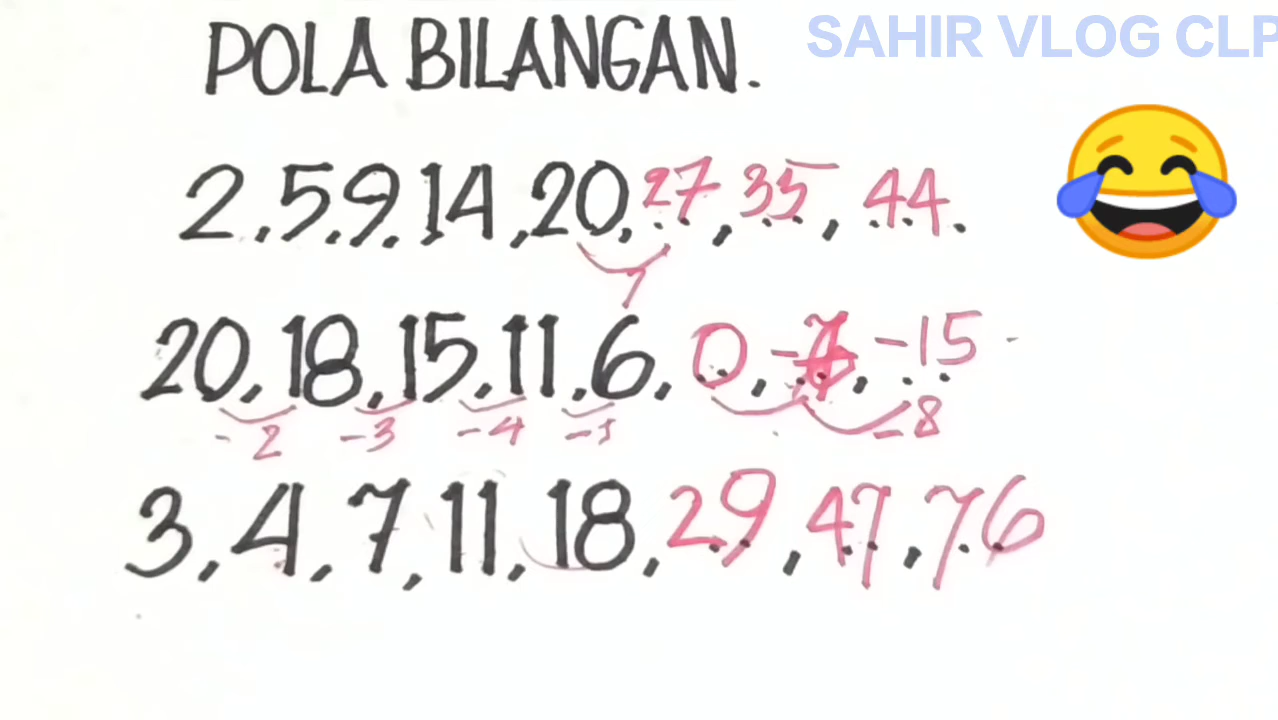 SAHIR VLOG CLP
POLA BILANGAN.
2,5,9,14,20,27,35,44.
7
20,18,15,11,6,0,-7,-15
-2 -3 -4 -5 -8
3,4,7,11,18,29,47,76